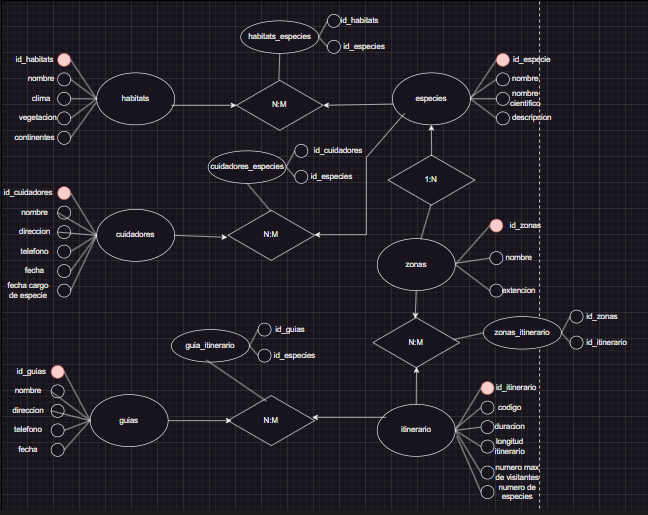 id_habitats
habitats_especies
id_especies
id_habitats
nombre
clima
vegetacion
continentes
habitats
N:M
especies
id_especie
nombre
nombre
cientifico
descripcion
id_cuidadores
cuidadores_especies
id_especies
1:N
id_cuidadores
nombre
direccion
telefono
fecha
fecha cargo
de especie
cuidadores
N:M
zonas
id_zonas
nombre
extencion
id_guias
guia_itinerario
id_especies
N:M
zonas_itinerario
id_zonas
id_itinerario
id_guias
nombre
direccion
telefono
fecha
guias
N:M
itinerario
id_itinerario
codigo
duracion
longitud
itinerario
numero max
de visitantes
numero de
especies